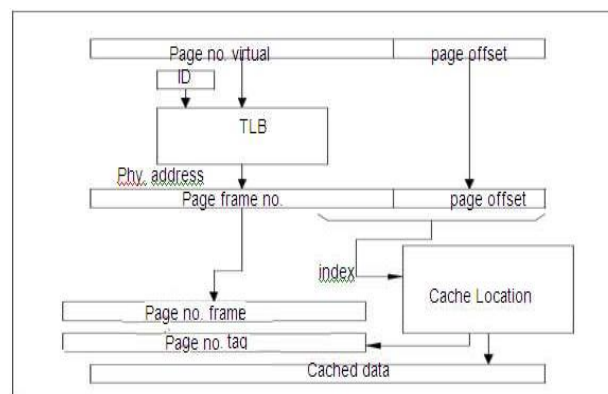 Page no. virtual page offset
ID
TLB
Phy. address
Page frame no. page offset
index
Cache Location
Page no. frame
Page no. tag
Cached data